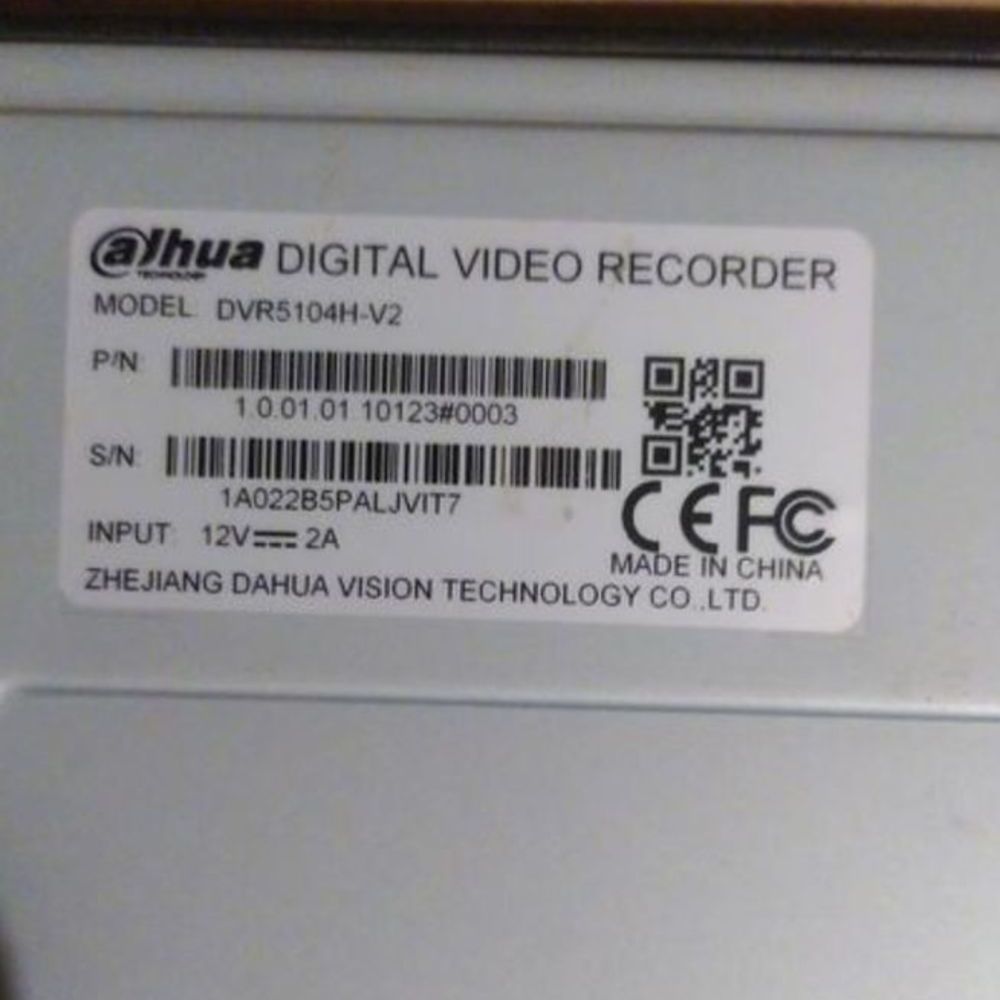 alhua DIGITAL VIDEO RECORDER
TECHNOLOGY
MODEL: DVR5104H-V2
P/N:
1.0.01.01.10123#0003
S/N:
1A022B5PALJVIT7
INPUT: 12V⎓2A
CE FC
MADE IN CHINA
ZHEJIANG DAHUA VISION TECHNOLOGY CO.,LTD.